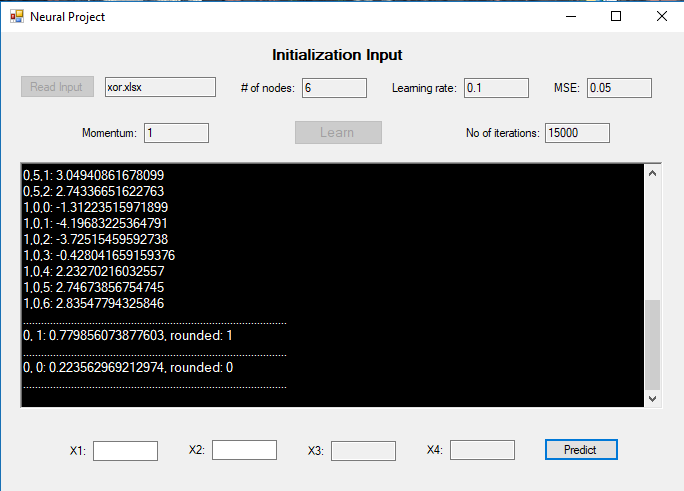 Neural Project
Initialization Input
Read Input xor.xlsx # of nodes: 6 Learning rate: 0.1 MSE: 0.05
Momentum: 1 Learn No of iterations: 15000
0,5,1: 3.04940861678099
0,5,2: 2.74336651622763
1,0,0: -1.31223515971899
1,0,1: -4.19683225364791
1,0,2: -3.72515459592738
1,0,3: -0.428041659159376
1,0,4: 2.23270216032557
1,0,5: 2.74673856754745
1,0,6: 2.83547794325846
0, 1: 0.779856073877603, rounded: 1
0, 0: 0.223562969212974, rounded: 0
X1: X2: X3: X4: Predict